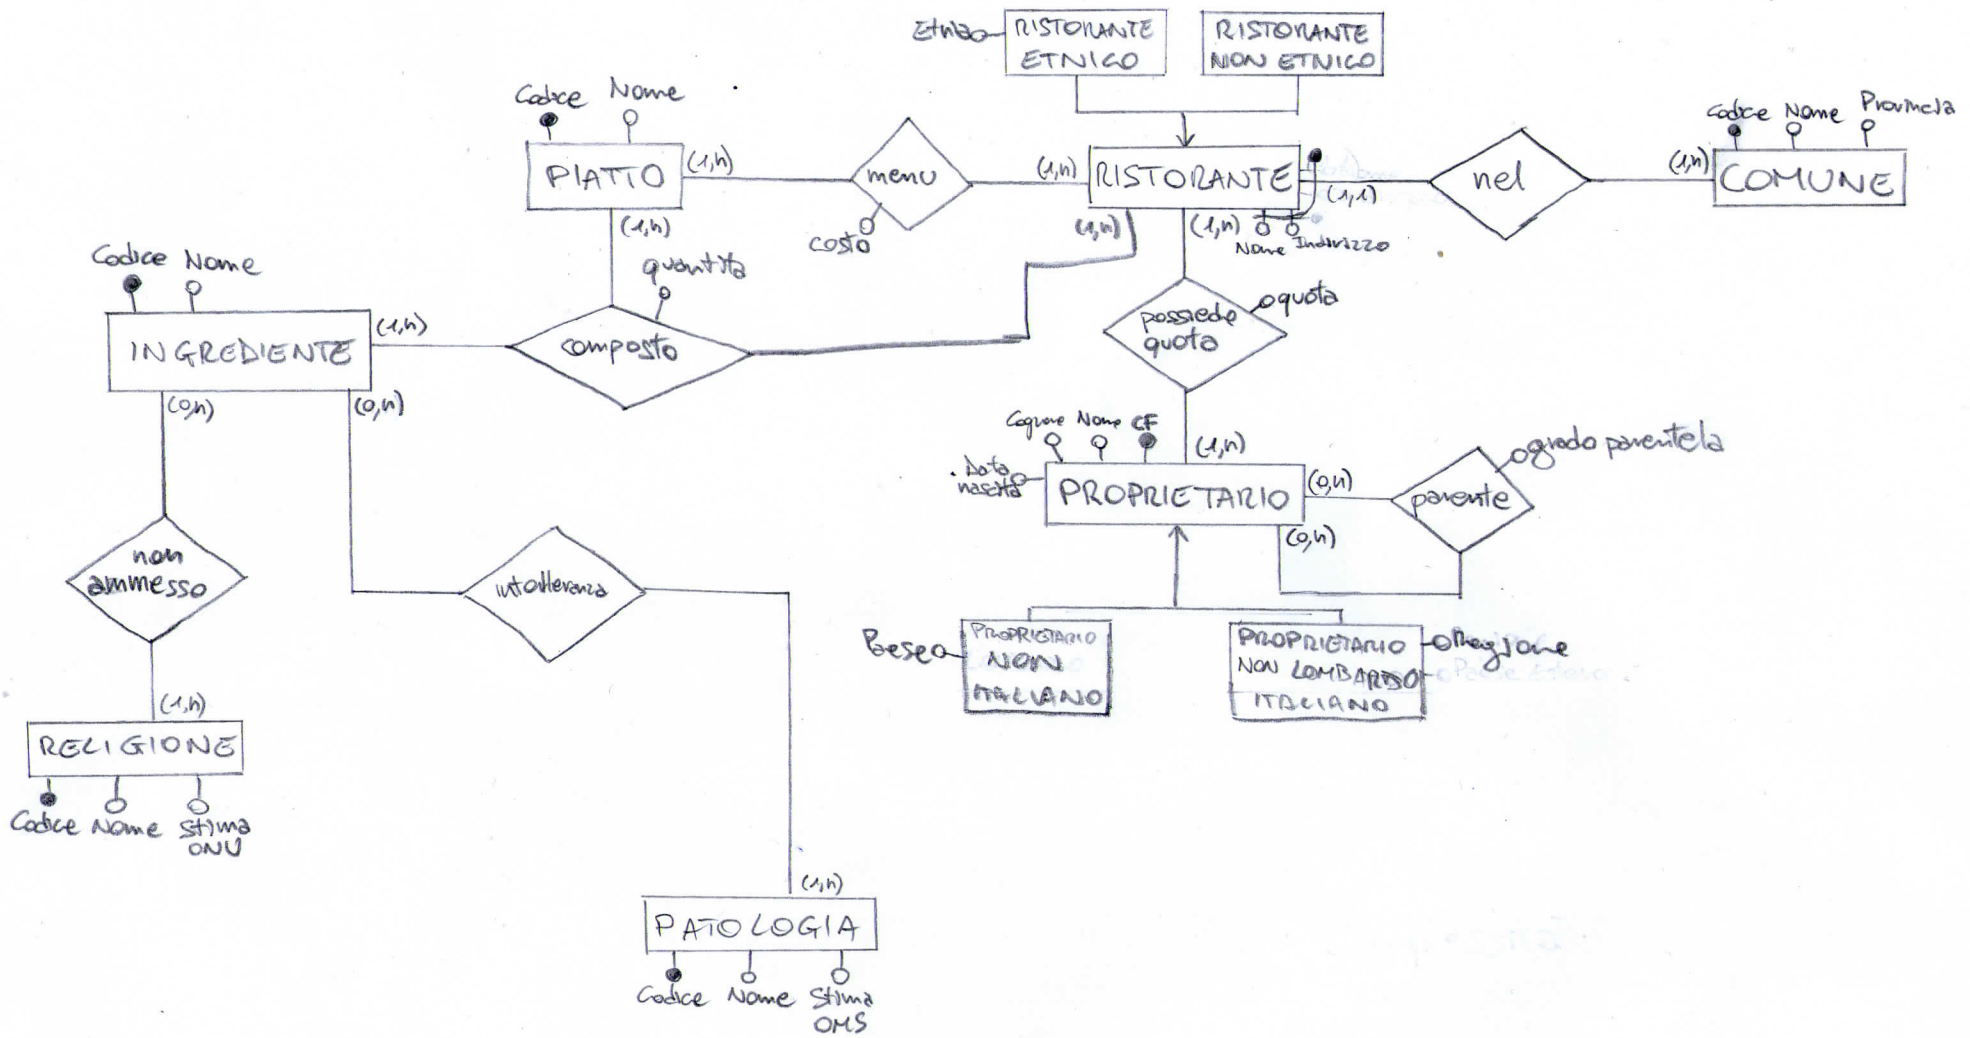 Etnia
RISTORANTE
ETNICO
RISTORANTE
NON ETNICO
Codice Nome
Codice Nome Provincia
PIATTO
(1,n)
menu
costo
(1,n)
RISTORANTE
(1,1)
nel
(1,n)
COMUNE
(1,n)
(1,n)
(1,n)
Nome Indirizzo
quantità
Codice Nome
INGREDIENTE
(1,n)
composto
possiede
quota
quota
(0,n)
(0,n)
Cognome Nome CF
(1,n)
grado parentela
Data
nascita
PROPRIETARIO
(0,n)
parente
(0,n)
non
ammesso
intolleranza
Paese
PROPRIETARIO
NON
ITALIANO
PROPRIETARIO
NON LOMBARDO
ITALIANO
Regione
(1,n)
RELIGIONE
Codice Nome Stima
ONU
(1,n)
PATOLOGIA
Codice Nome Stima
OMS